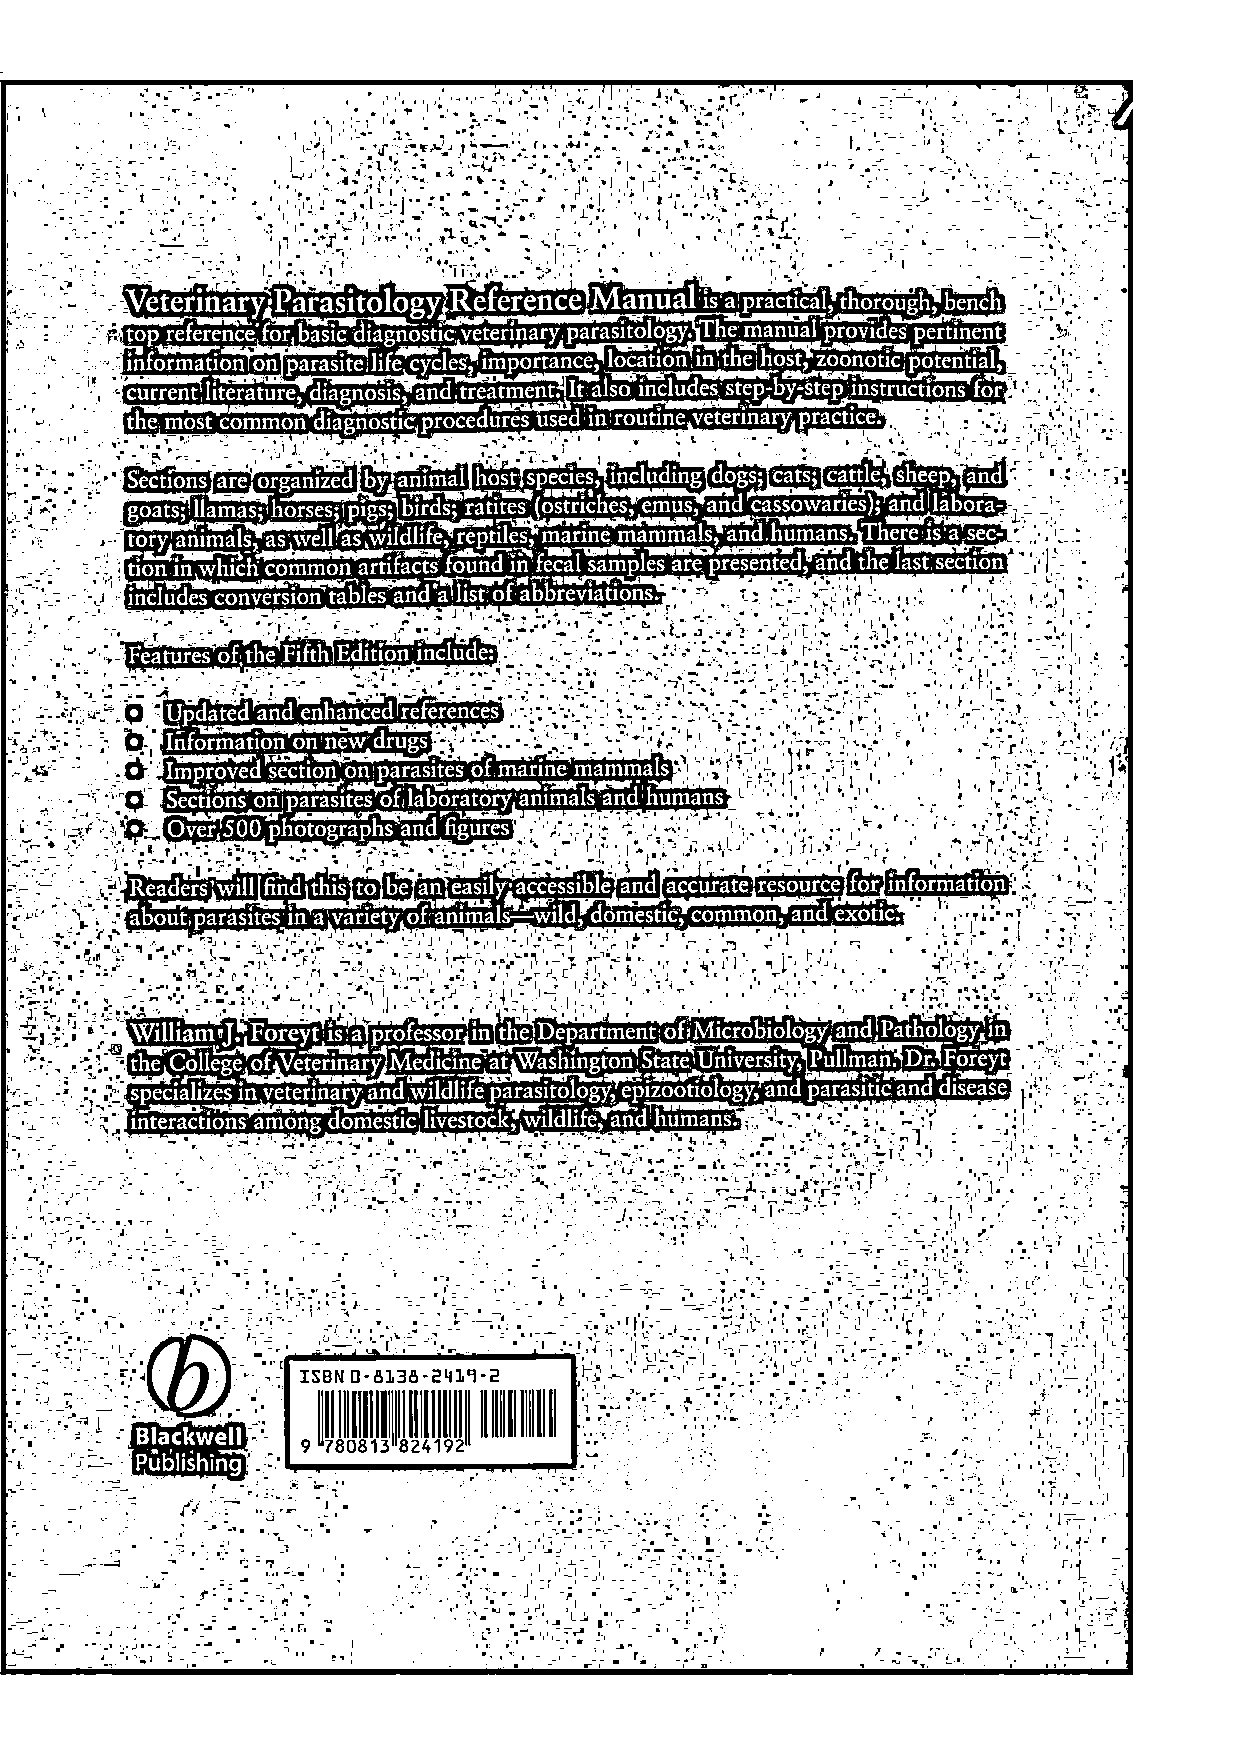 Veterinary Parasitology Reference Manual is a practical, thorough, bench
top reference for basic diagnostic veterinary parasitology. The manual provides pertinent
information on parasite life cycles, importance, location in the host, zoonotic potential,
current literature, diagnosis, and treatment. It also includes step-by-step instructions for
the most common diagnostic procedures used in routine veterinary practice.
Sections are organized by animal host species, including dogs; cats; cattle, sheep, and
goats; llamas; horses; pigs; birds; ratites (ostriches, emus, and cassowaries); and labora-
tory animals, as well as wildlife, reptiles, marine mammals, and humans. There is a sec-
tion in which common artifacts found in fecal samples are presented, and the last section
includes conversion tables and a list of abbreviations.
Features of the Fifth Edition include:
Updated and enhanced references
Information on new drugs
Improved section on parasites of marine mammals
Sections on parasites of laboratory animals and humans
Over 500 photographs and figures
Readers will find this to be an easily accessible and accurate resource for information
about parasites in a variety of animals—wild, domestic, common, and exotic.
William J. Foreyt is a professor in the Department of Microbiology and Pathology in
the College of Veterinary Medicine at Washington State University, Pullman. Dr. Foreyt
specializes in veterinary and wildlife parasitology, epizootiology, and parasitic and disease
interactions among domestic livestock, wildlife, and humans.
b
Blackwell
Publishing
ISBN 0-8138-2419-2
9 780813 824192